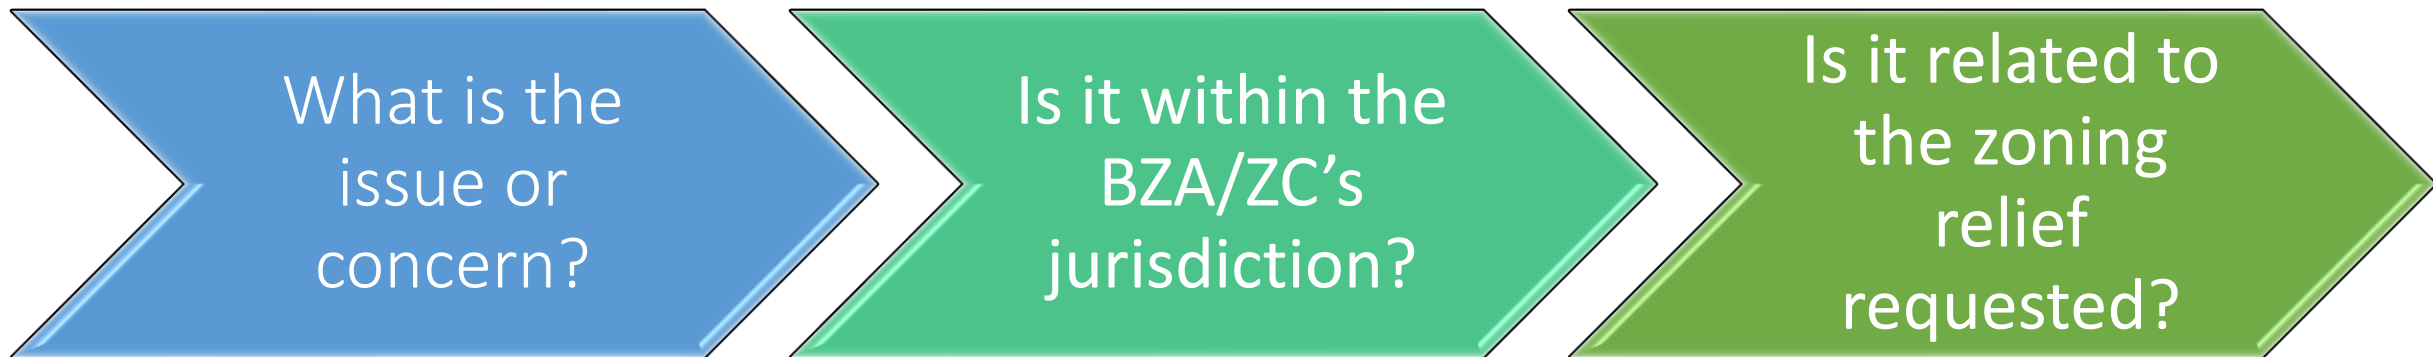 What is the
issue or
concern?
Is it within the
BZA/ZC’s
jurisdiction?
Is it related to
the zoning
relief
requested?